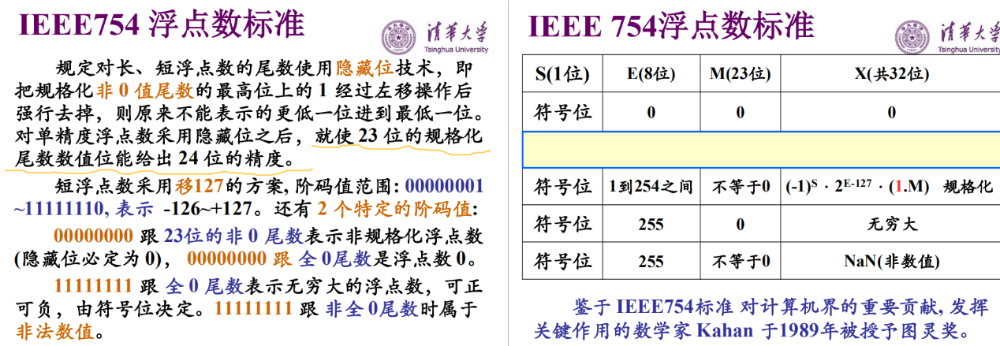 IEEE754 浮点数标准
清华大学
Tsinghua University
规定对长、短浮点数的尾数使用隐藏位技术，即
把规格化非 0 值尾数的最高位上的 1 经过左移操作后
强行去掉，则原来不能表示的更低一位进到最低一位。
对单精度浮点数采用隐藏位之后，就使 23 位的规格化
尾数数值位能给出 24 位的精度。
短浮点数采用移127的方案, 阶码值范围: 00000001
~11111110, 表示 -126~+127。还有 2 个特定的阶码值:
00000000 跟 23位的非 0 尾数表示非规格化浮点数
(隐藏位必定为 0)， 00000000 跟 全 0尾数是浮点数 0。
11111111 跟 全 0 尾数表示无穷大的浮点数，可正
可负，由符号位决定。11111111 跟 非全 0尾数时属于
非法数值。
IEEE 754浮点数标准
清华大学
Tsinghua University
S(1位) E(8位) M(23位) X(共32位)
符号位 0 0 0
符号位 1到254之间 不等于0 (-1)ˢ · 2ᴱ⁻¹²⁷ · (1.M) 规格化
符号位 255 0 无穷大
符号位 255 不等于0 NaN(非数值)
鉴于 IEEE754标准 对计算机界的重要贡献, 发挥
关键作用的数学家 Kahan 于1989年被授予图灵奖。